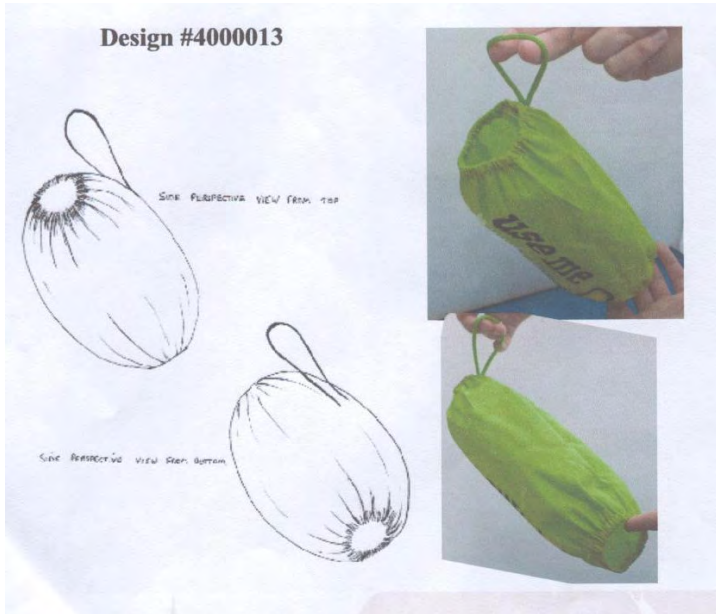 Design #4000013
SIDE PERSPECTIVE VIEW FROM TOP
use me
SIDE PERSPECTIVE VIEW FROM BOTTOM